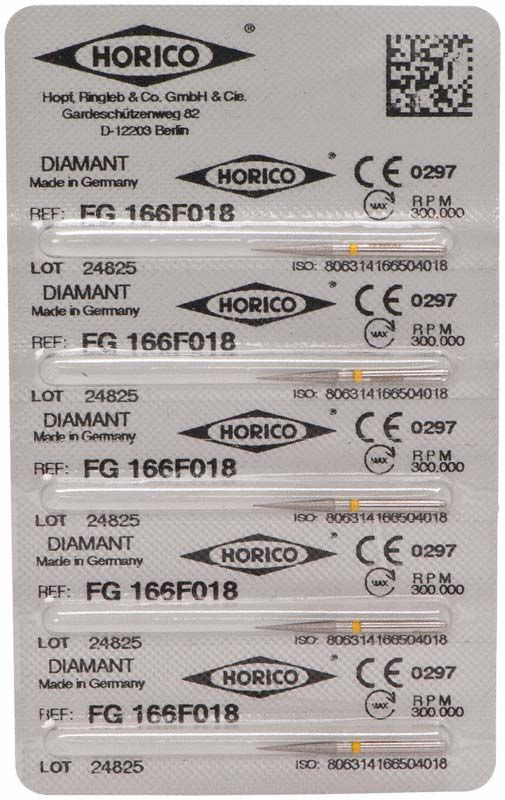 HORICO ®
Hopf, Ringleb & Co. GmbH & Cie.
Gardeschützenweg 82
D-12203 Berlin
DIAMANT HORICO ® CE 0297
Made in Germany MAX RPM
REF: FG 166F018 300.000
LOT 24825 ISO: 806314166504018
DIAMANT HORICO ® CE 0297
Made in Germany MAX RPM
REF: FG 166F018 300.000
LOT 24825 ISO: 806314166504018
DIAMANT HORICO ® CE 0297
Made in Germany MAX RPM
REF: FG 166F018 300.000
LOT 24825 ISO: 806314166504018
DIAMANT HORICO ® CE 0297
Made in Germany MAX RPM
REF: FG 166F018 300.000
LOT 24825 ISO: 806314166504018
DIAMANT HORICO ® CE 0297
Made in Germany MAX RPM
REF: FG 166F018 300.000
LOT 24825 ISO: 806314166504018